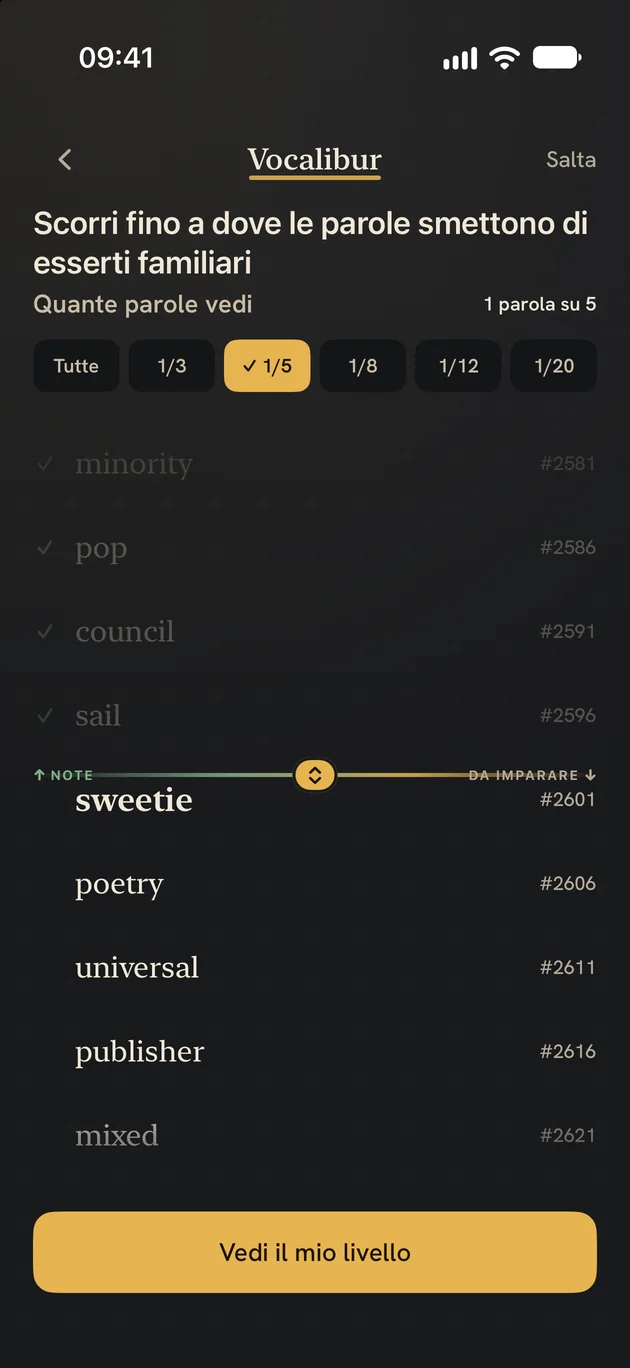 09:41
Vocalibur
Salta
Scorri fino a dove le parole smettono di
esserti familiari
Quante parole vedi 1 parola su 5
Tutte 1/3 ✓ 1/5 1/8 1/12 1/20
✓ minority #2581
✓ pop #2586
✓ council #2591
✓ sail #2596
↑ NOTE DA IMPARARE ↓
sweetie #2601
poetry #2606
universal #2611
publisher #2616
mixed #2621
Vedi il mio livello